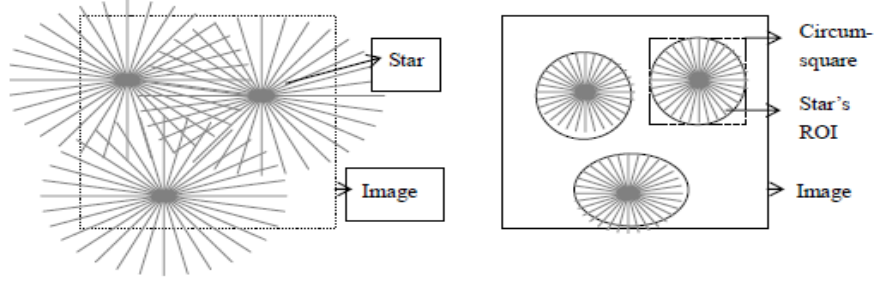 Star
Image
Circum-
square
Star's
ROI
Image